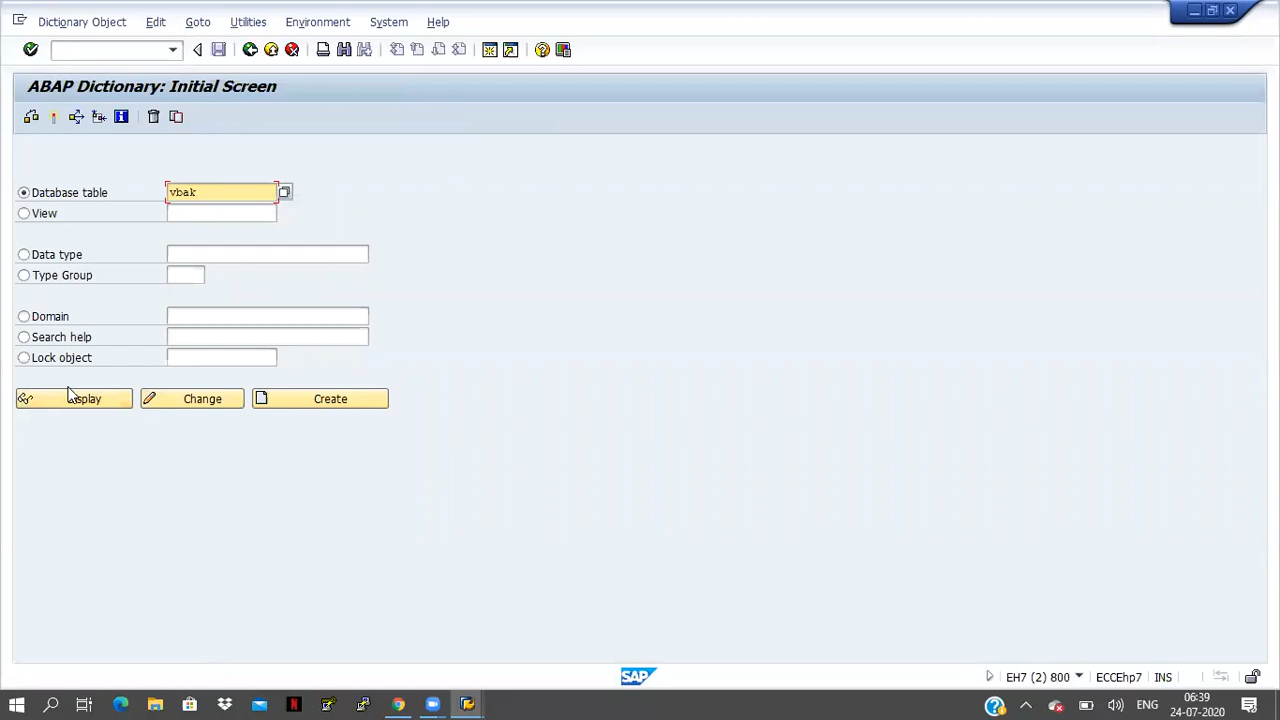 Dictionary Object Edit Goto Utilities Environment System Help
ABAP Dictionary: Initial Screen
Database table vbak
View
Data type
Type Group
Domain
Search help
Lock object
Display Change Create
SAP EH7 (2) 800 ECCEhp7 INS
ENG 06:39
24-07-2020